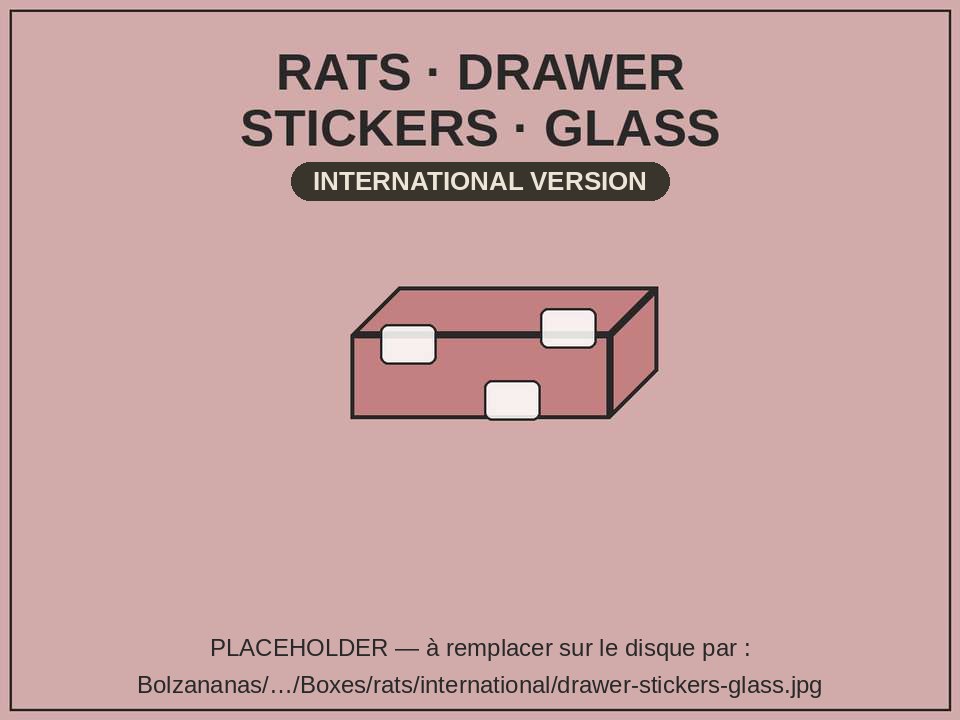 RATS · DRAWER
STICKERS · GLASS
INTERNATIONAL VERSION
PLACEHOLDER — à remplacer sur le disque par :
Bolzananas/…/Boxes/rats/international/drawer-stickers-glass.jpg